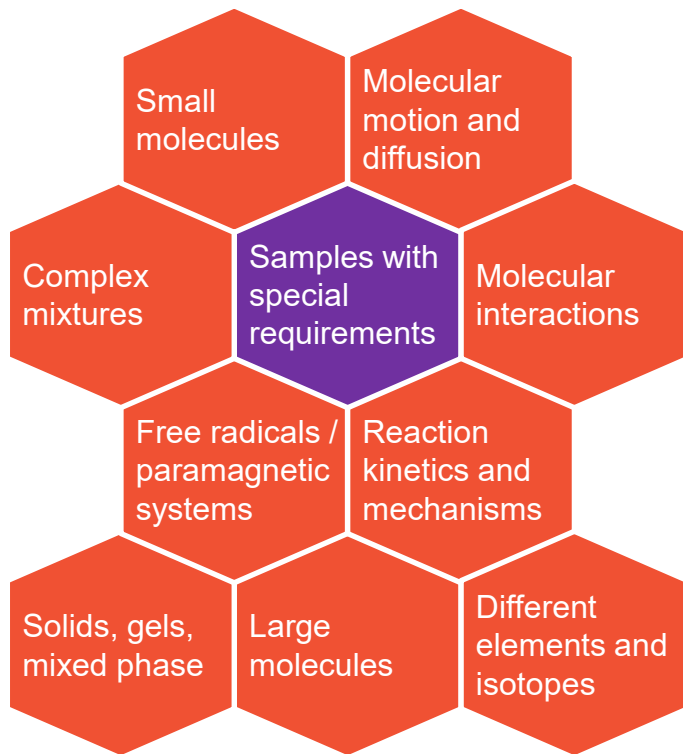 Small
molecules
Molecular
motion and
diffusion
Complex
mixtures
Samples with
special
requirements
Molecular
interactions
Free radicals /
paramagnetic
systems
Reaction
kinetics and
mechanisms
Solids, gels,
mixed phase
Large
molecules
Different
elements and
isotopes